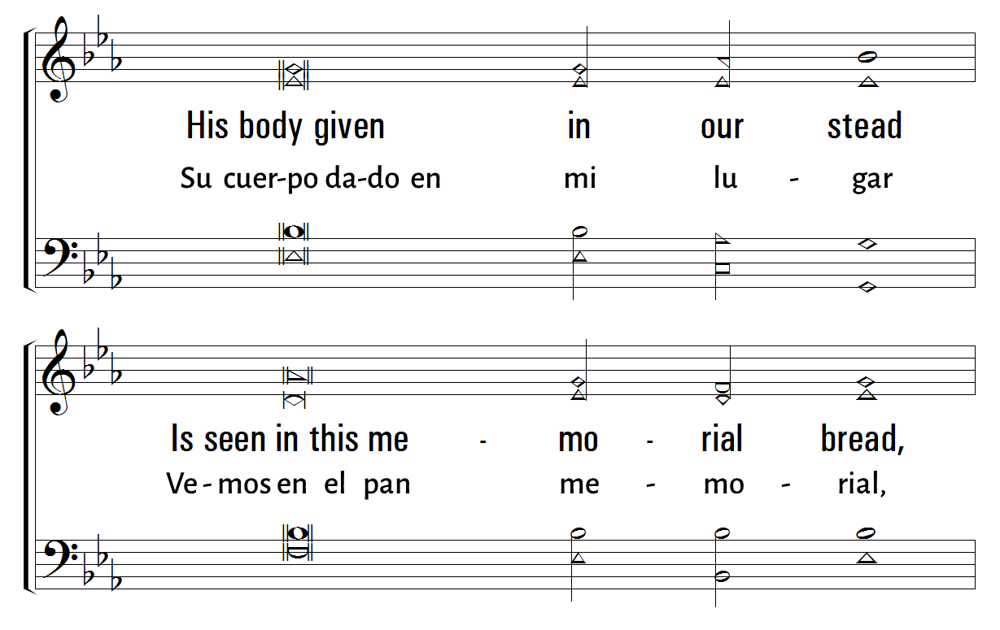 His body given in our stead
Su cuer-po da-do en mi lu - gar
Is seen in this me - mo - rial bread,
Ve-mos en el pan me - mo - rial,